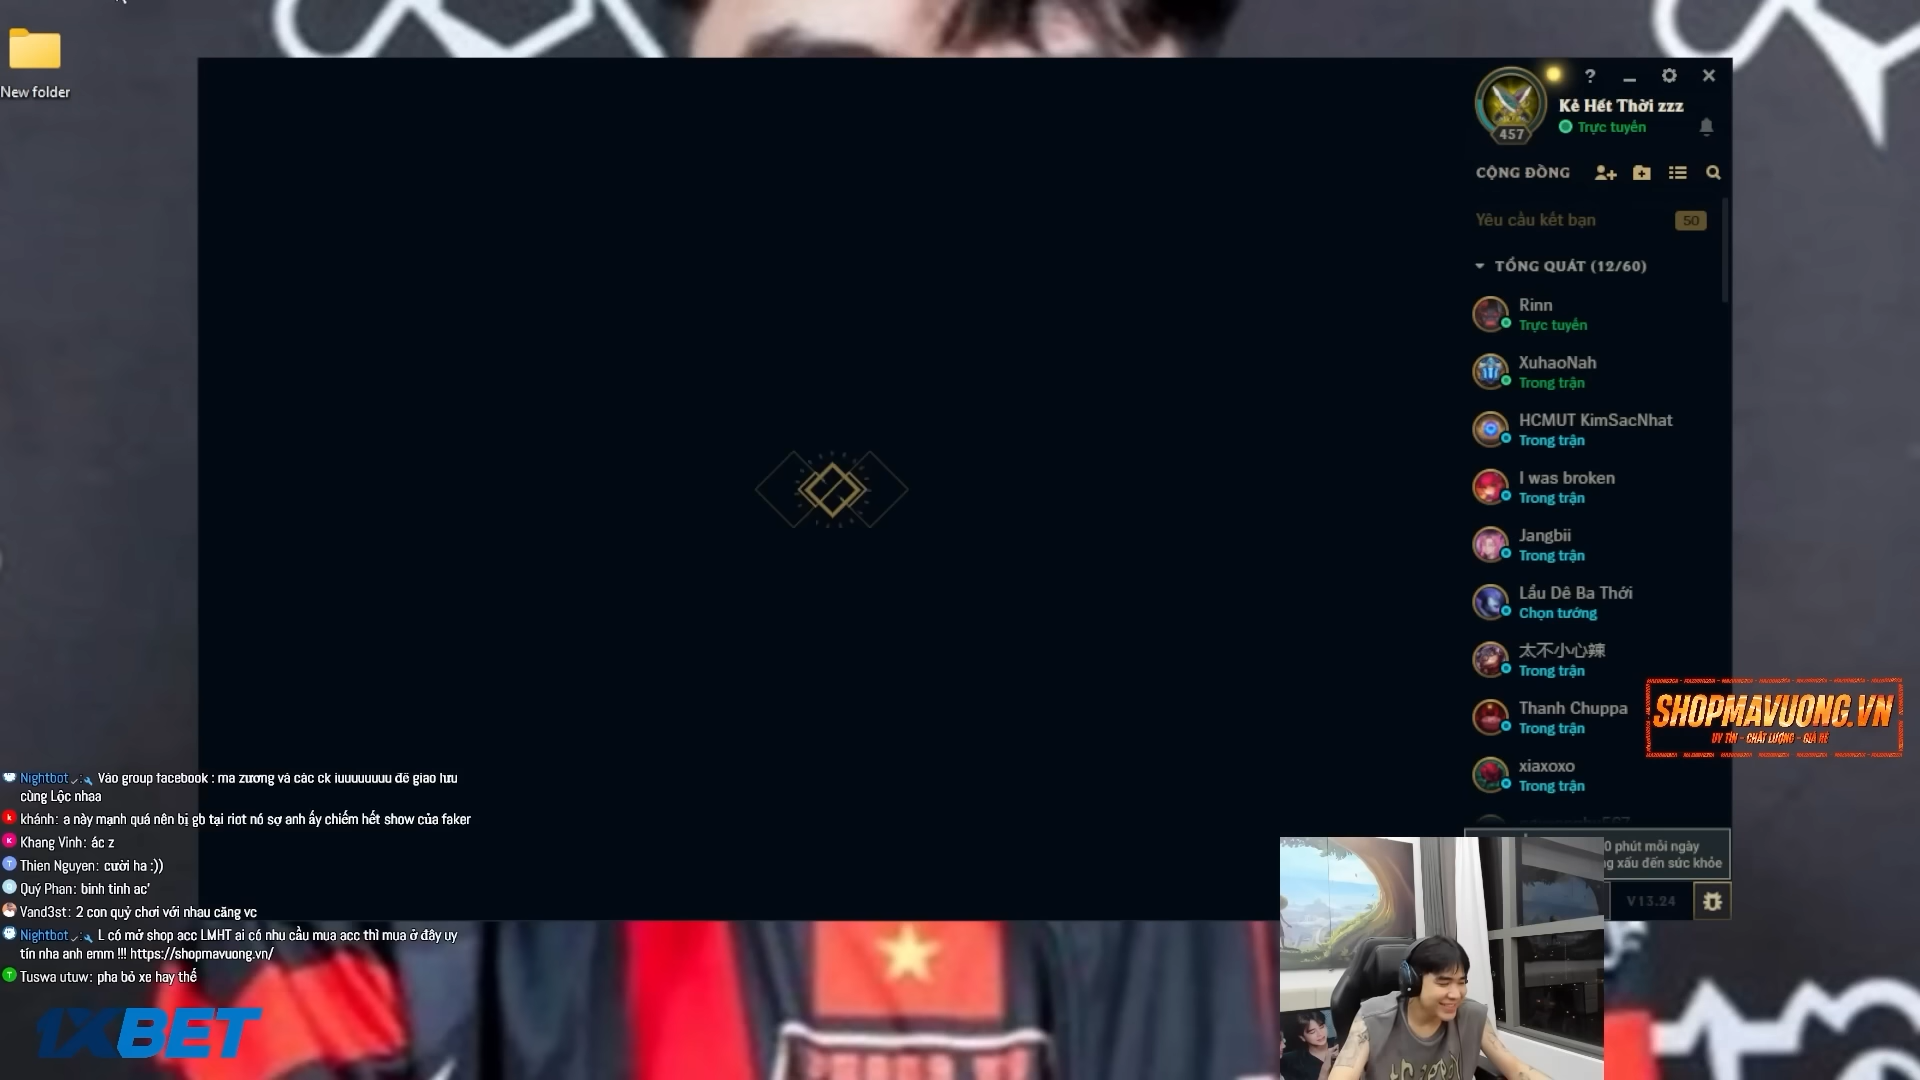 New folder
Kẻ Hết Thời zzz
457
Trực tuyến
CỘNG ĐỒNG
Yêu cầu kết bạn
50
TỔNG QUÁT (12/60)
Rinn
Trực tuyến
XuhaoNah
Trong trận
HCMUT KimSacNhat
Trong trận
I was broken
Trong trận
Jangbii
Trong trận
Lẩu Dê Ba Thới
Chọn tướng
太不小心辣
Trong trận
Thanh Chuppa
Trong trận
xiaxoxo
Trong trận
SHOPMAVUONG.VN
UY TÍN - CHẤT LƯỢNG - GIÁ RẺ
0 phút mỗi ngày
g xấu đến sức khỏe
V13.24
Nightbot: Vào group facebook : ma zương và các ck iuuuuuuuu để giao lưu
cùng Lộc nhaa
khánh: a này mạnh quá nên bị gb tại riot nó sợ anh ấy chiếm hết show của faker
Khang Vinh: ác z
Thien Nguyen: cười ha :))
Quý Phan: binh tinh ac'
Vand3st: 2 con quỷ chơi với nhau căng vc
Nightbot: L có mở shop acc LMHT ai có nhu cầu mua acc thì mua ở đây uy
tín nha anh emm !!! https://shopmavuong.vn/
Tuswa utuw: pha bỏ xe hay thế
1XBET